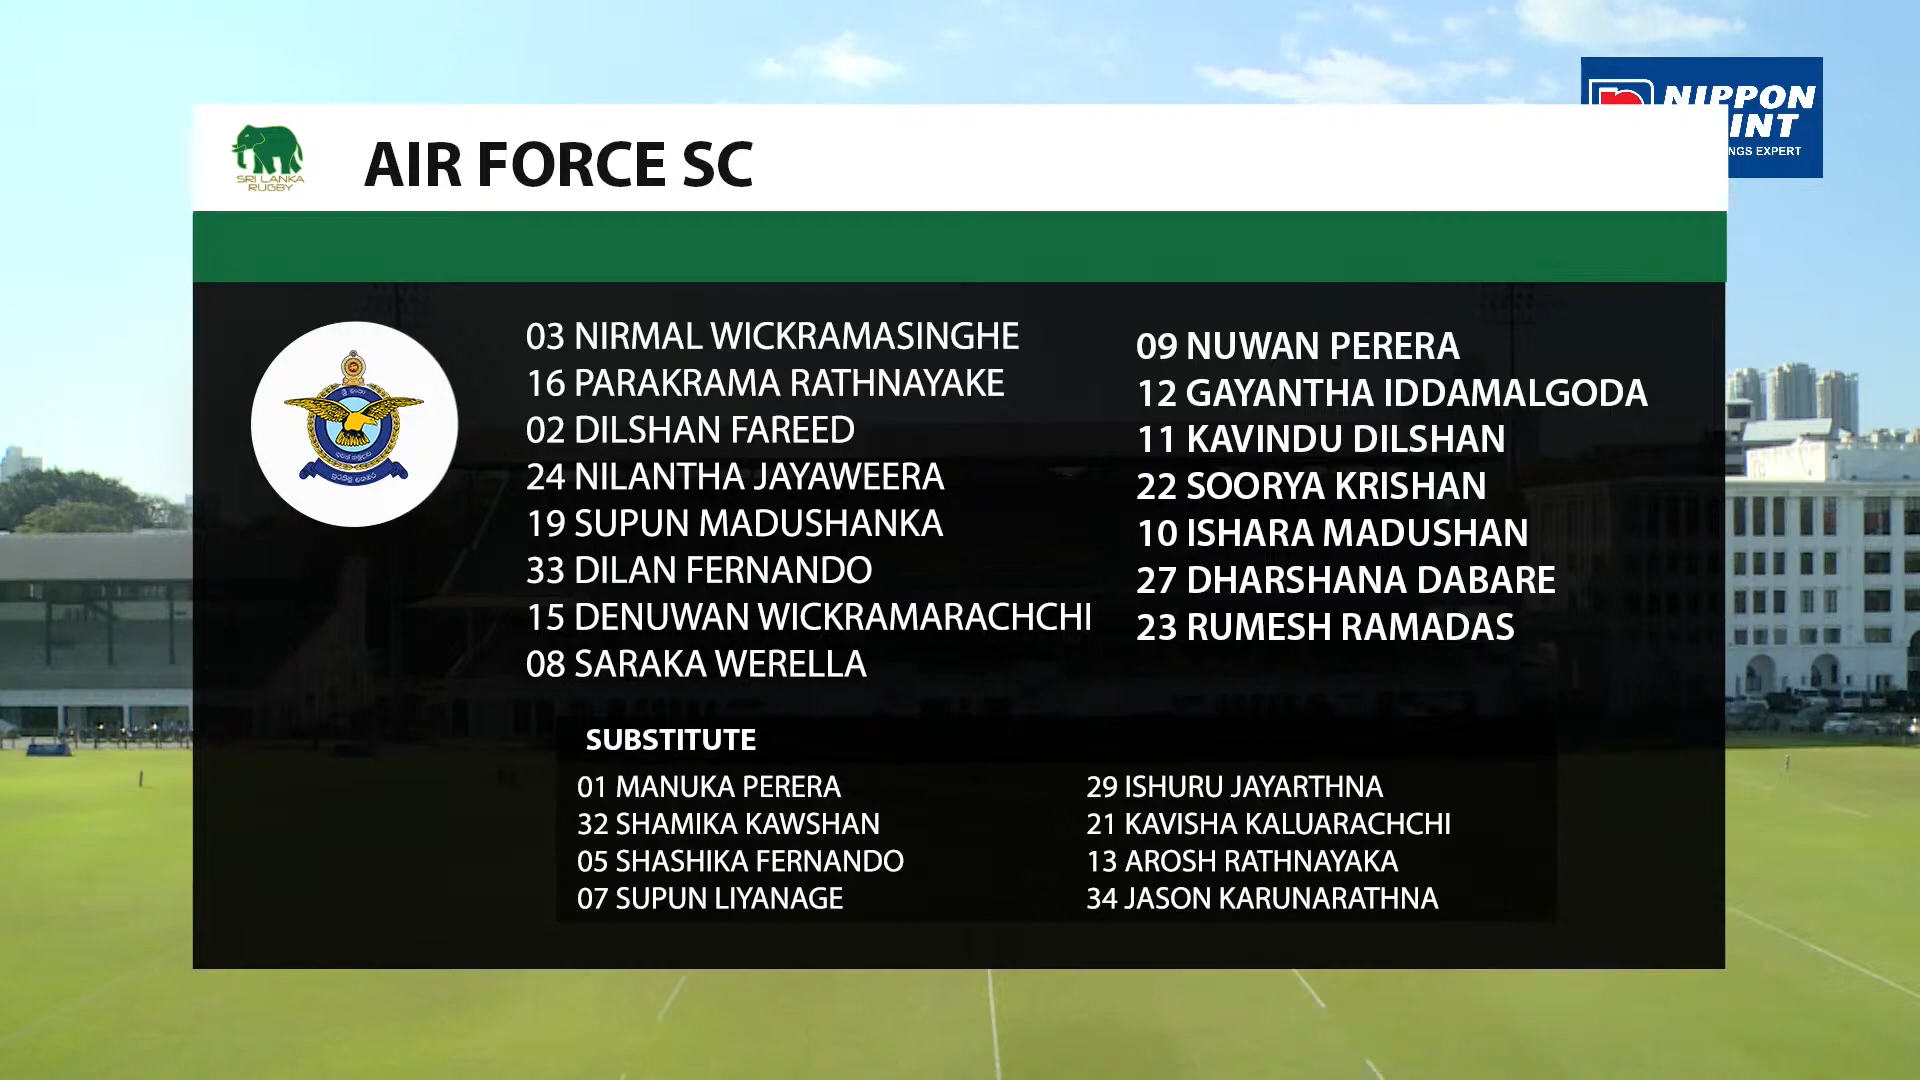 NIPPON
INT
NGS EXPERT
SRI LANKA
RUGBY
AIR FORCE SC
03 NIRMAL WICKRAMASINGHE
16 PARAKRAMA RATHNAYAKE
02 DILSHAN FAREED
24 NILANTHA JAYAWEERA
19 SUPUN MADUSHANKA
33 DILAN FERNANDO
15 DENUWAN WICKRAMARACHCHI
08 SARAKA WERELLA
09 NUWAN PERERA
12 GAYANTHA IDDAMALGODA
11 KAVINDU DILSHAN
22 SOORYA KRISHAN
10 ISHARA MADUSHAN
27 DHARSHANA DABARE
23 RUMESH RAMADAS
SUBSTITUTE
01 MANUKA PERERA
32 SHAMIKA KAWSHAN
05 SHASHIKA FERNANDO
07 SUPUN LIYANAGE
29 ISHURU JAYARTHNA
21 KAVISHA KALUARACHCHI
13 AROSH RATHNAYAKA
34 JASON KARUNARATHNA